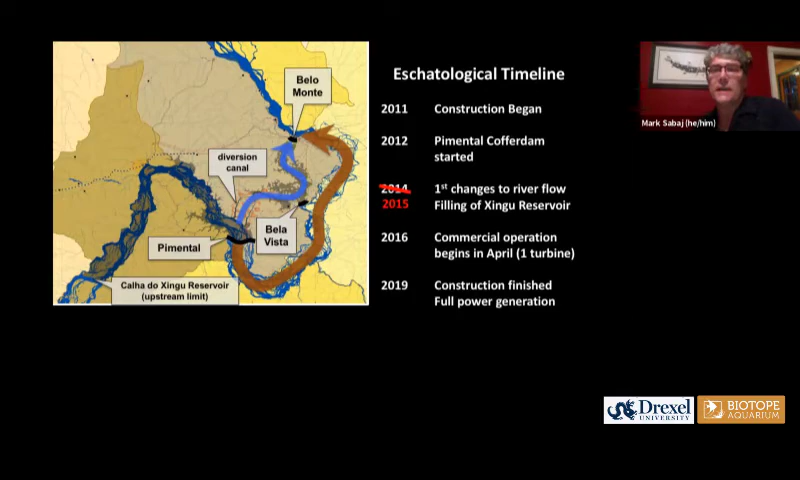 Belo
Monte
diversion
canal
Bela
Vista
Pimental
Calha do Xingu Reservoir
(upstream limit)
Eschatological Timeline
2011 Construction Began
2012 Pimental Cofferdam
started
2014 1st changes to river flow
2015 Filling of Xingu Reservoir
2016 Commercial operation
begins in April (1 turbine)
2019 Construction finished
Full power generation
Mark Sabaj (he/him)
Drexel
UNIVERSITY
BIOTOPE
AQUARIUM